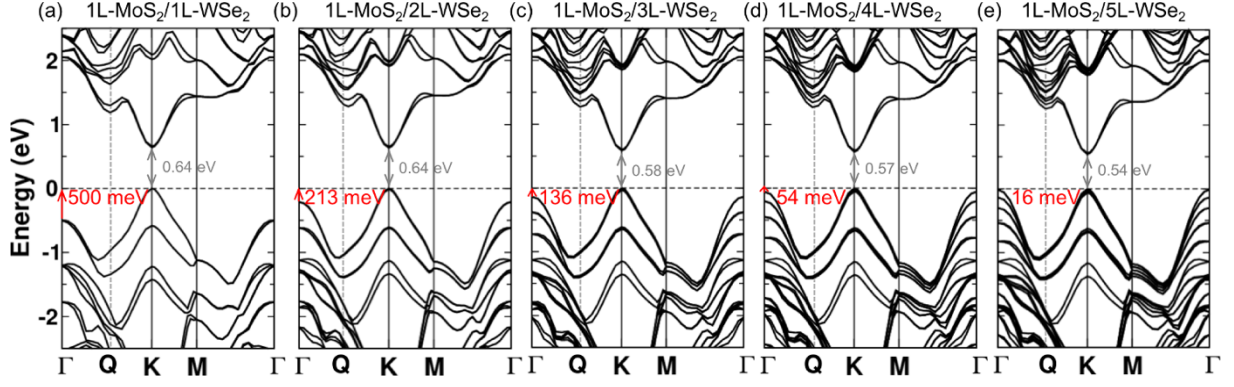 (a) 1L-MoS₂/1L-WSe₂
(b) 1L-MoS₂/2L-WSe₂
(c) 1L-MoS₂/3L-WSe₂
(d) 1L-MoS₂/4L-WSe₂
(e) 1L-MoS₂/5L-WSe₂
Energy (eV)
2
1
0
-1
-2
0.64 eV
0.64 eV
0.58 eV
0.57 eV
0.54 eV
500 meV
213 meV
136 meV
54 meV
16 meV
Γ Q K M Γ
Q K M Γ
Q K M Γ
Q K M Γ
Q K M Γ